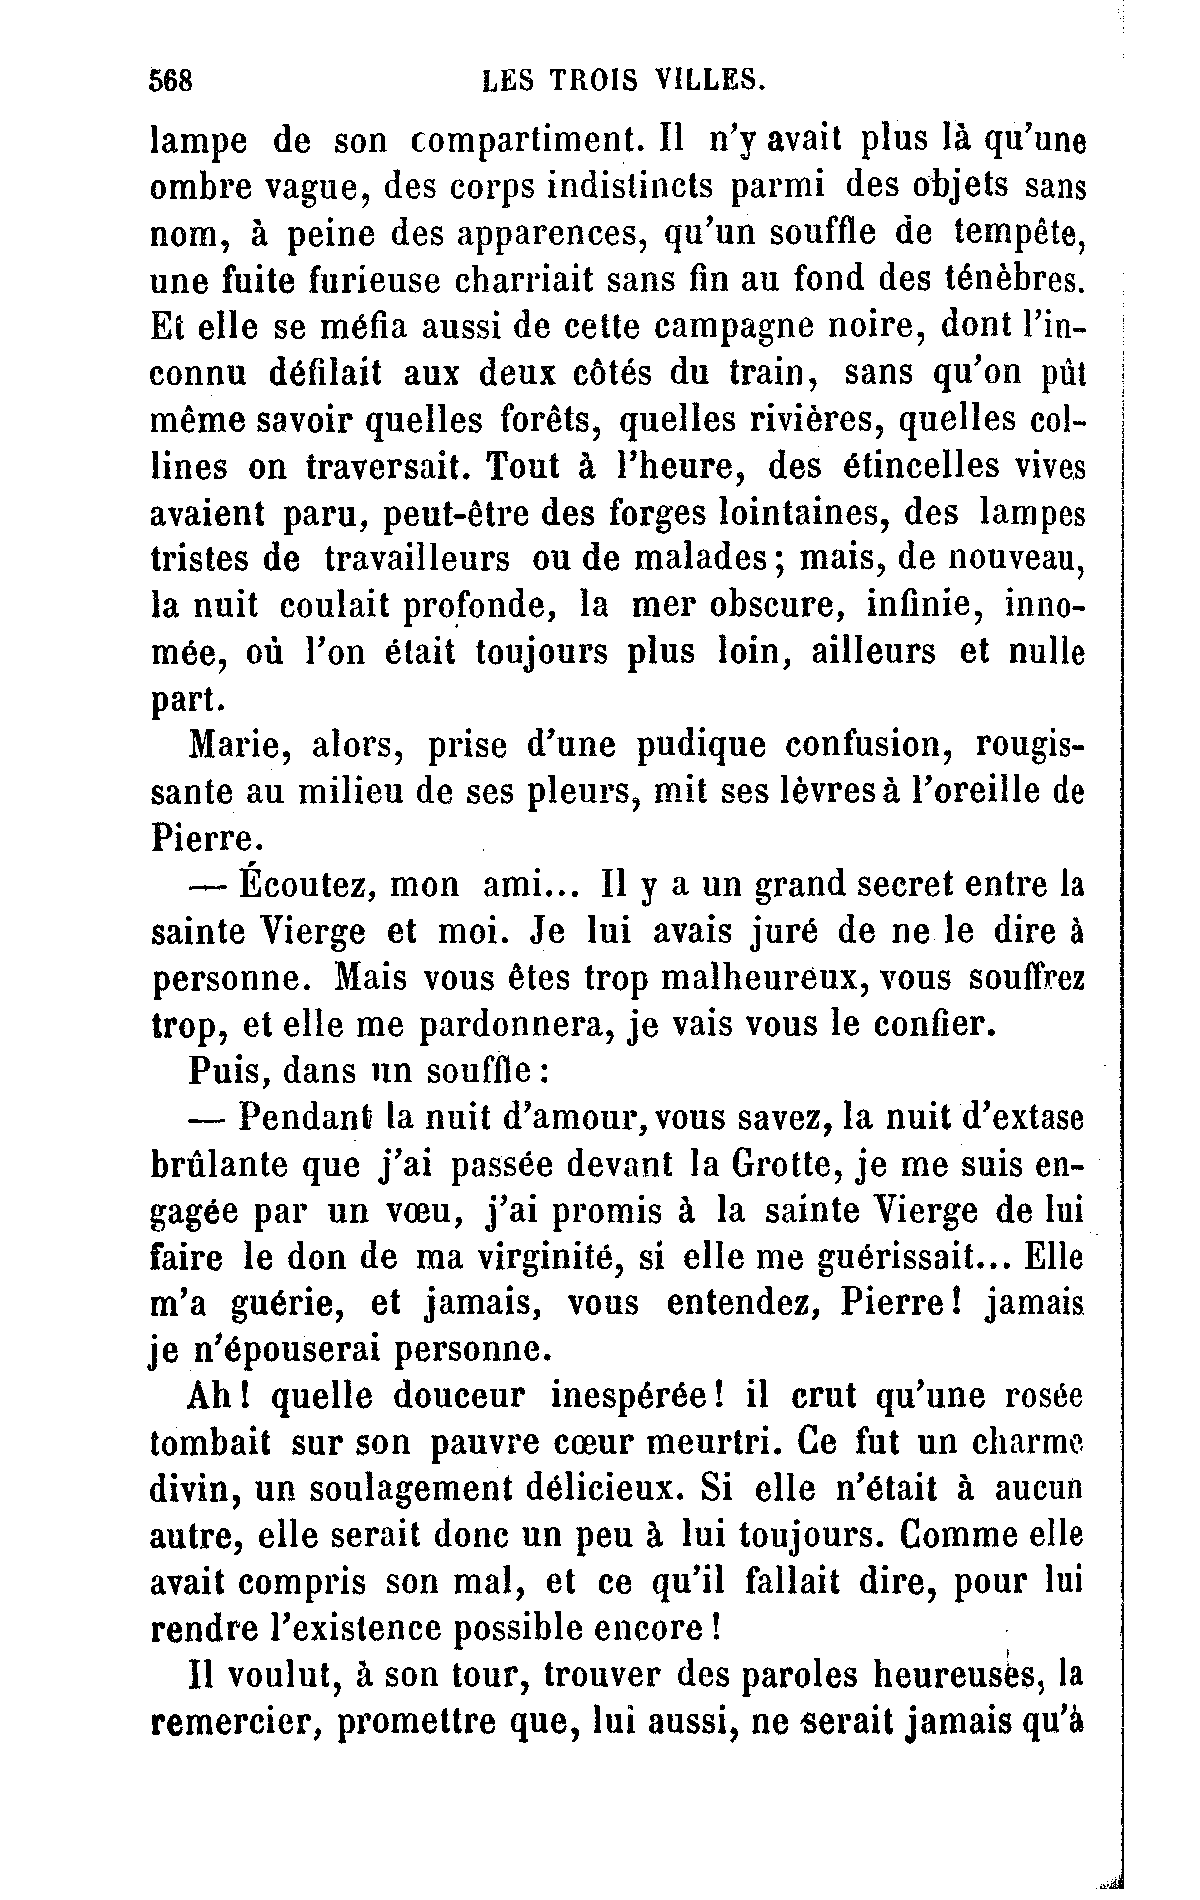 568 LES TROIS VILLES.
lampe de son compartiment. Il n'y avait plus là qu'une
ombre vague, des corps indistincts parmi des objets sans
nom, à peine des apparences, qu'un souffle de tempête,
une fuite furieuse charriait sans fin au fond des ténèbres.
Et elle se méfia aussi de cette campagne noire, dont l'in-
connu défilait aux deux côtés du train, sans qu'on pût
même savoir quelles forêts, quelles rivières, quelles col-
lines on traversait. Tout à l'heure, des étincelles vives
avaient paru, peut-être des forges lointaines, des lampes
tristes de travailleurs ou de malades ; mais, de nouveau,
la nuit coulait profonde, la mer obscure, infinie, inno-
mée, où l'on était toujours plus loin, ailleurs et nulle
part.
Marie, alors, prise d'une pudique confusion, rougis-
sante au milieu de ses pleurs, mit ses lèvres à l'oreille de
Pierre.
— Écoutez, mon ami... Il y a un grand secret entre la
sainte Vierge et moi. Je lui avais juré de ne le dire à
personne. Mais vous êtes trop malheureux, vous souffrez
trop, et elle me pardonnera, je vais vous le confier.
Puis, dans un souffle :
— Pendant la nuit d'amour, vous savez, la nuit d'extase
brûlante que j'ai passée devant la Grotte, je me suis en-
gagée par un vœu, j'ai promis à la sainte Vierge de lui
faire le don de ma virginité, si elle me guérissait... Elle
m'a guérie, et jamais, vous entendez, Pierre ! jamais
je n'épouserai personne.
Ah ! quelle douceur inespérée ! il crut qu'une rosée
tombait sur son pauvre cœur meurtri. Ce fut un charme
divin, un soulagement délicieux. Si elle n'était à aucun
autre, elle serait donc un peu à lui toujours. Comme elle
avait compris son mal, et ce qu'il fallait dire, pour lui
rendre l'existence possible encore !
Il voulut, à son tour, trouver des paroles heureuses, la
remercier, promettre que, lui aussi, ne serait jamais qu'à